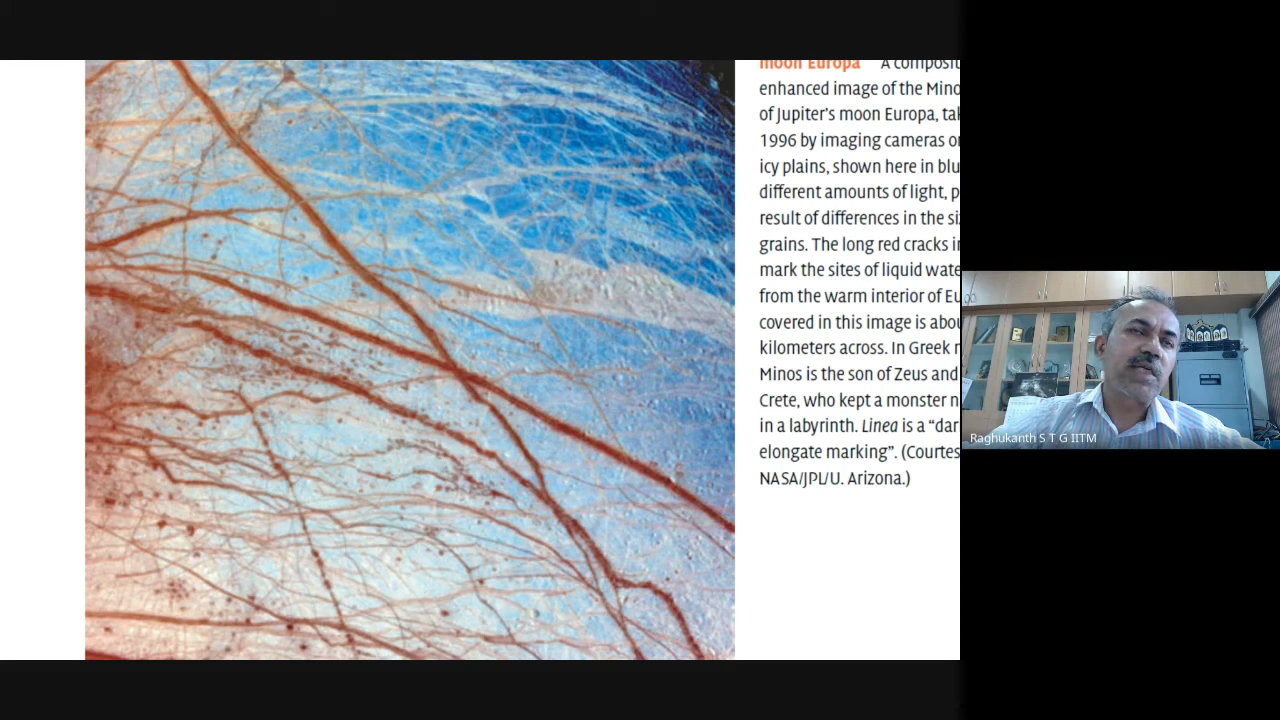 moon Europa A composit
enhanced image of the Mino
of Jupiter's moon Europa, tak
1996 by imaging cameras on
icy plains, shown here in blu
different amounts of light, p
result of differences in the siz
grains. The long red cracks in
mark the sites of liquid wate
from the warm interior of Eu
covered in this image is abou
kilometers across. In Greek m
Minos is the son of Zeus and
Crete, who kept a monster n
in a labyrinth. Linea is a “dar
elongate marking”. (Courtes
NASA/JPL/U. Arizona.)
Raghukanth S T G IITM